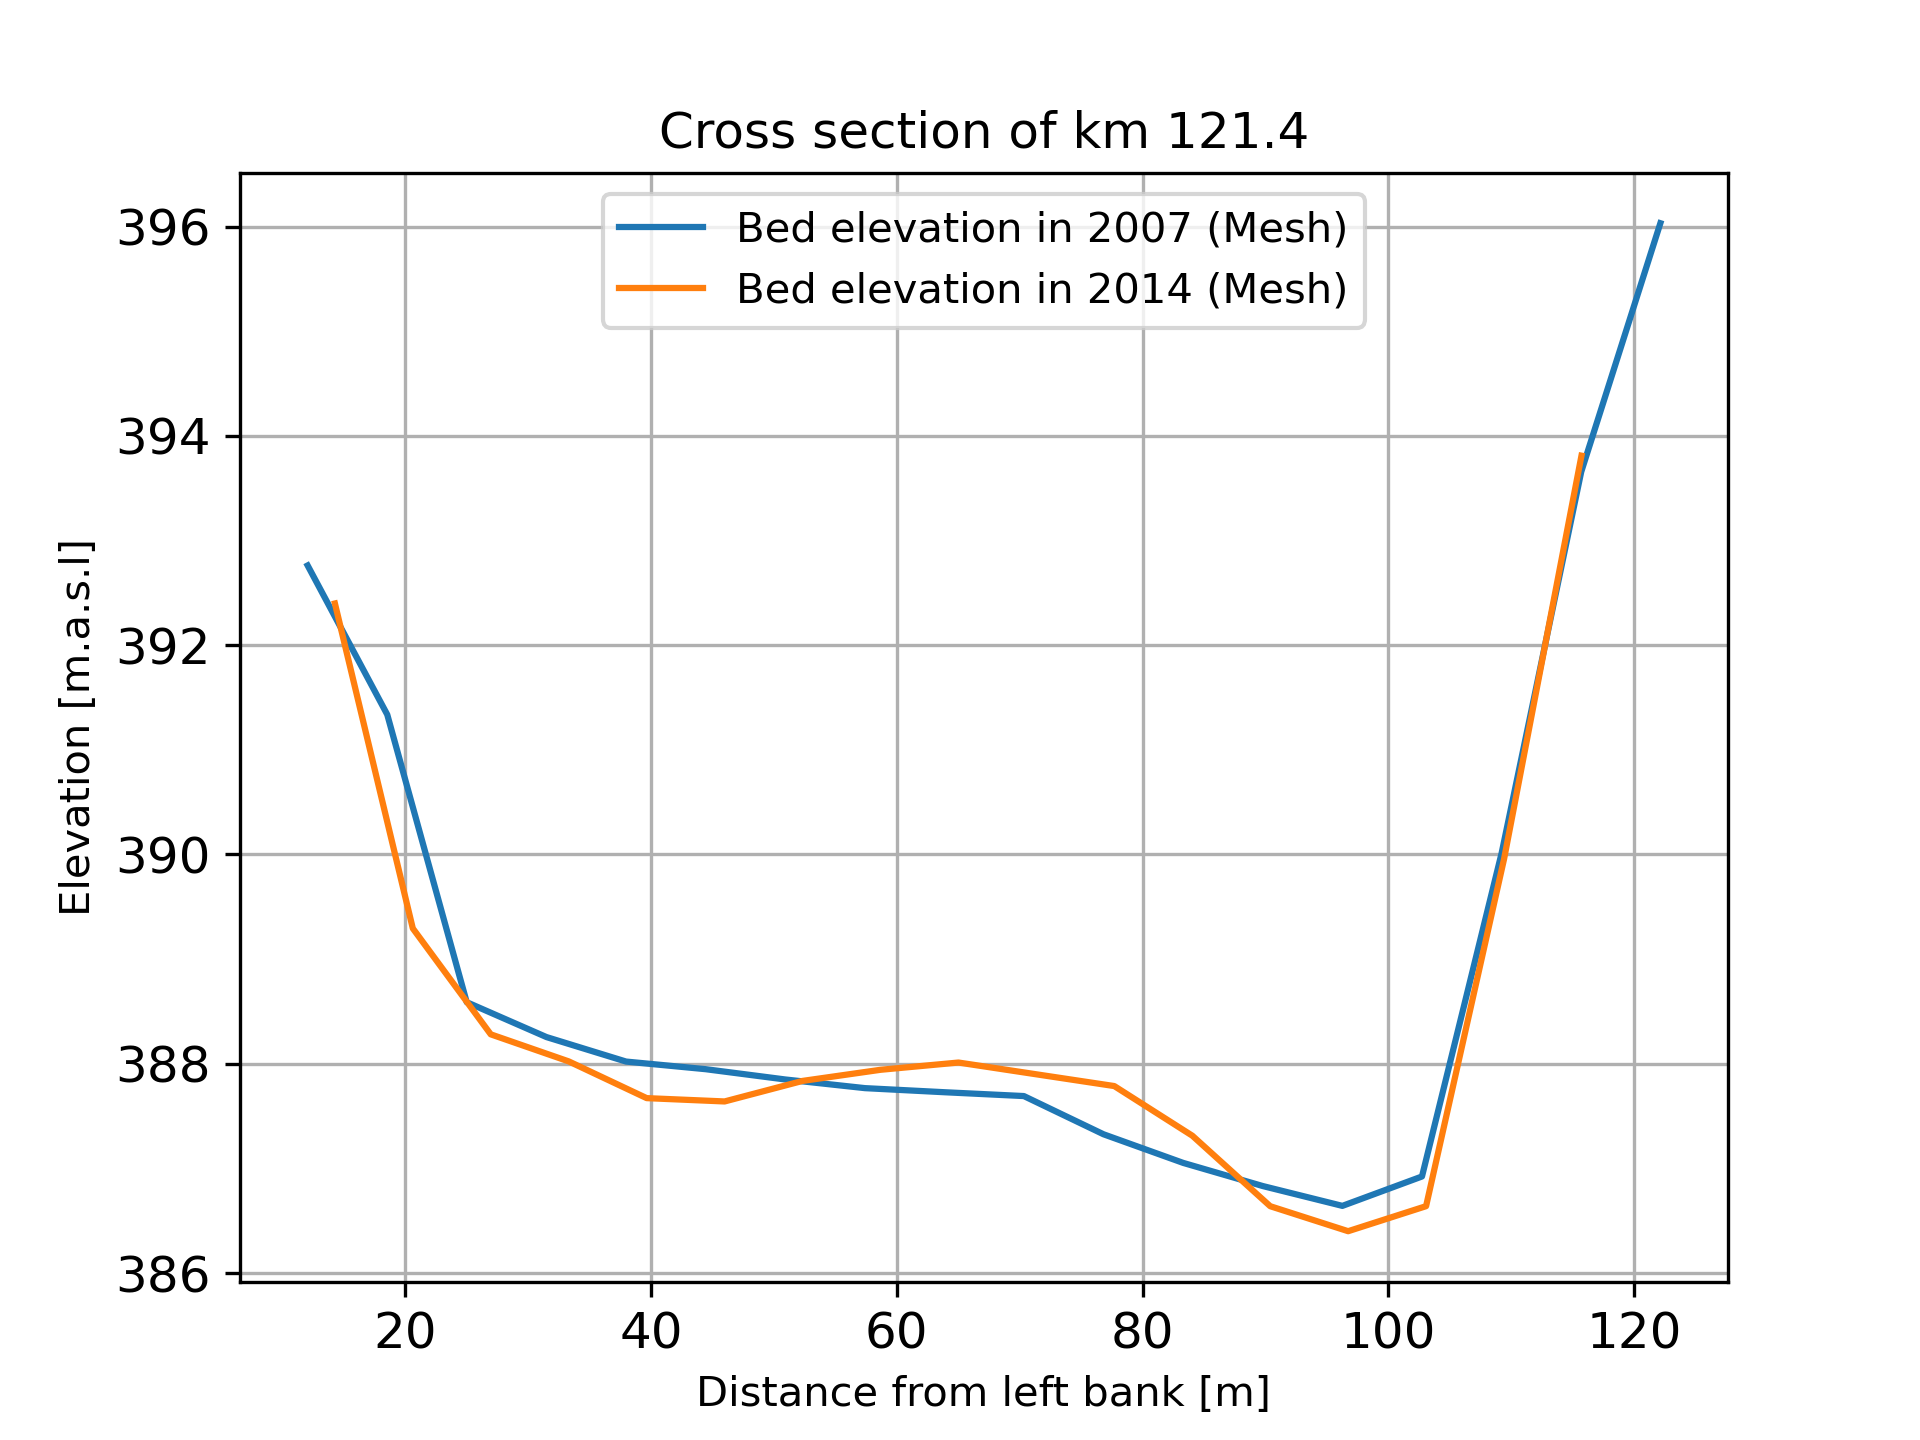 Cross section of km 121.4
Bed elevation in 2007 (Mesh)
Bed elevation in 2014 (Mesh)
396
394
392
390
388
386
Elevation [m.a.s.l]
20 40 60 80 100 120
Distance from left bank [m]